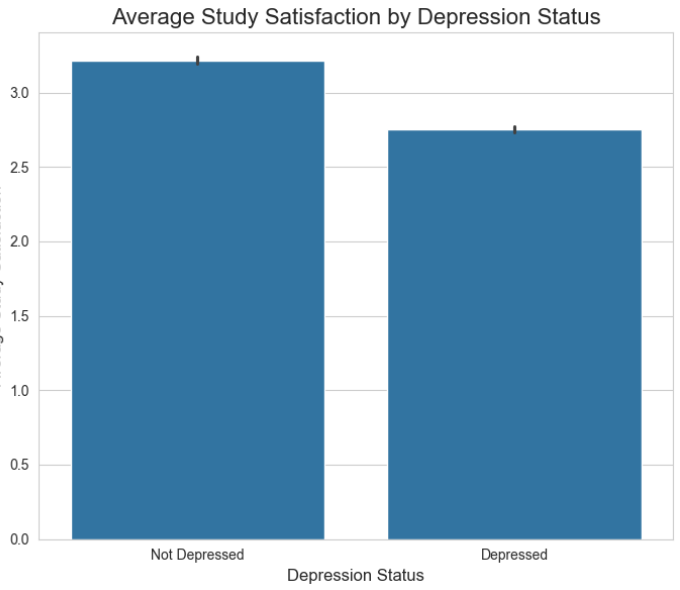 Average Study Satisfaction by Depression Status
3.0
2.5
2.0
1.5
1.0
0.5
0.0
Not Depressed
Depressed
Depression Status